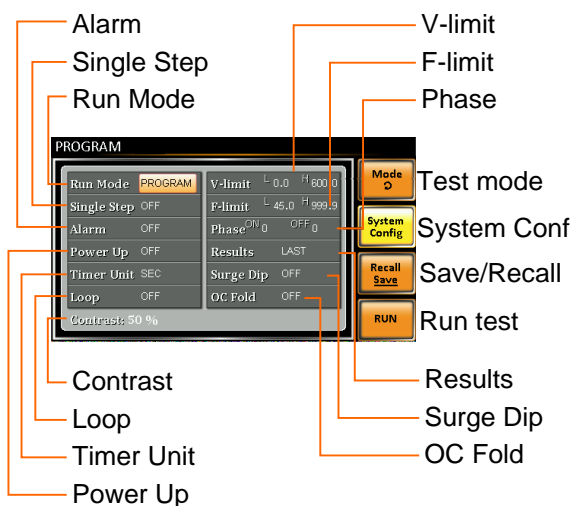 Alarm
Single Step
Run Mode
V-limit
F-limit
Phase
PROGRAM
Run Mode PROGRAM
Single Step OFF
Alarm OFF
Power Up OFF
Timer Unit SEC
Loop OFF
Contrast: 50 %
V-limit L 0.0 H 600.0
F-limit L 45.0 H 999.9
Phase ON 0 OFF 0
Results LAST
Surge Dip OFF
OC Fold OFF
Mode
System
Config
Recall
Save
RUN
Test mode
System Conf
Save/Recall
Run test
Contrast
Loop
Timer Unit
Power Up
Results
Surge Dip
OC Fold